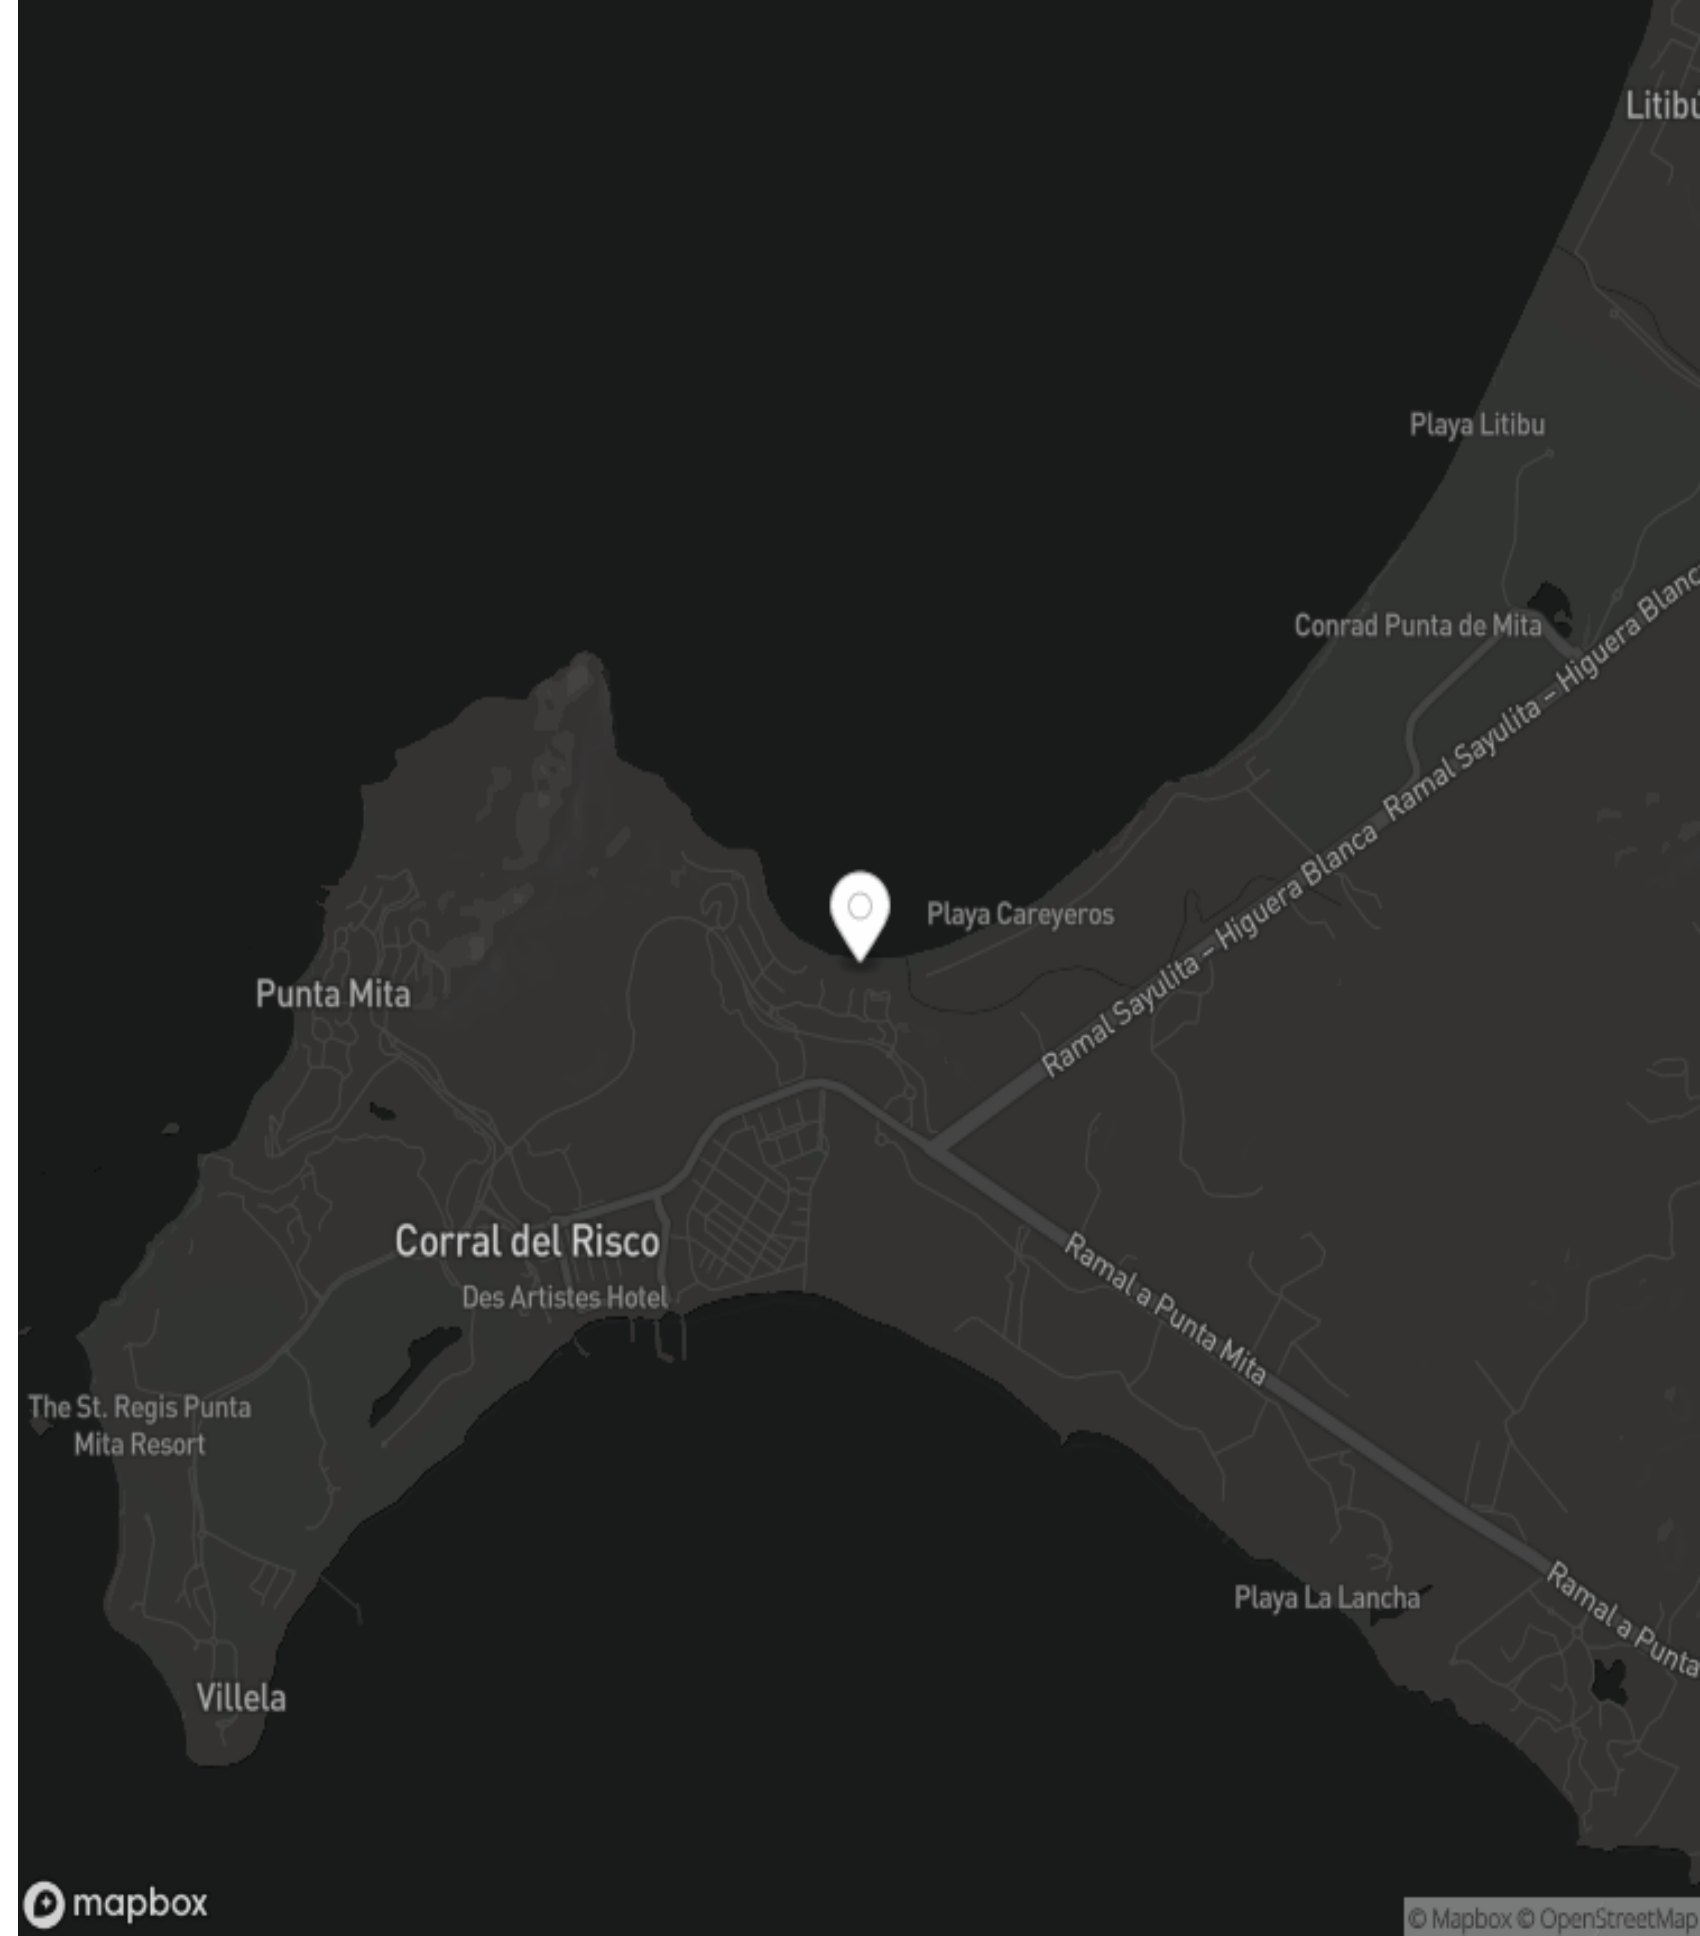 Litibú
Playa Litibu
Conrad Punta de Mita
Ramal Sayulita – Higuera Blanc
Ramal Sayulita – Higuera Blanca
Playa Careyeros
Punta Mita
Corral del Risco
Des Artistes Hotel
Ramal a Punta Mita
The St. Regis Punta
Mita Resort
Playa La Lancha
Ramal a Punta
Villela
mapbox
© Mapbox © OpenStreetMap